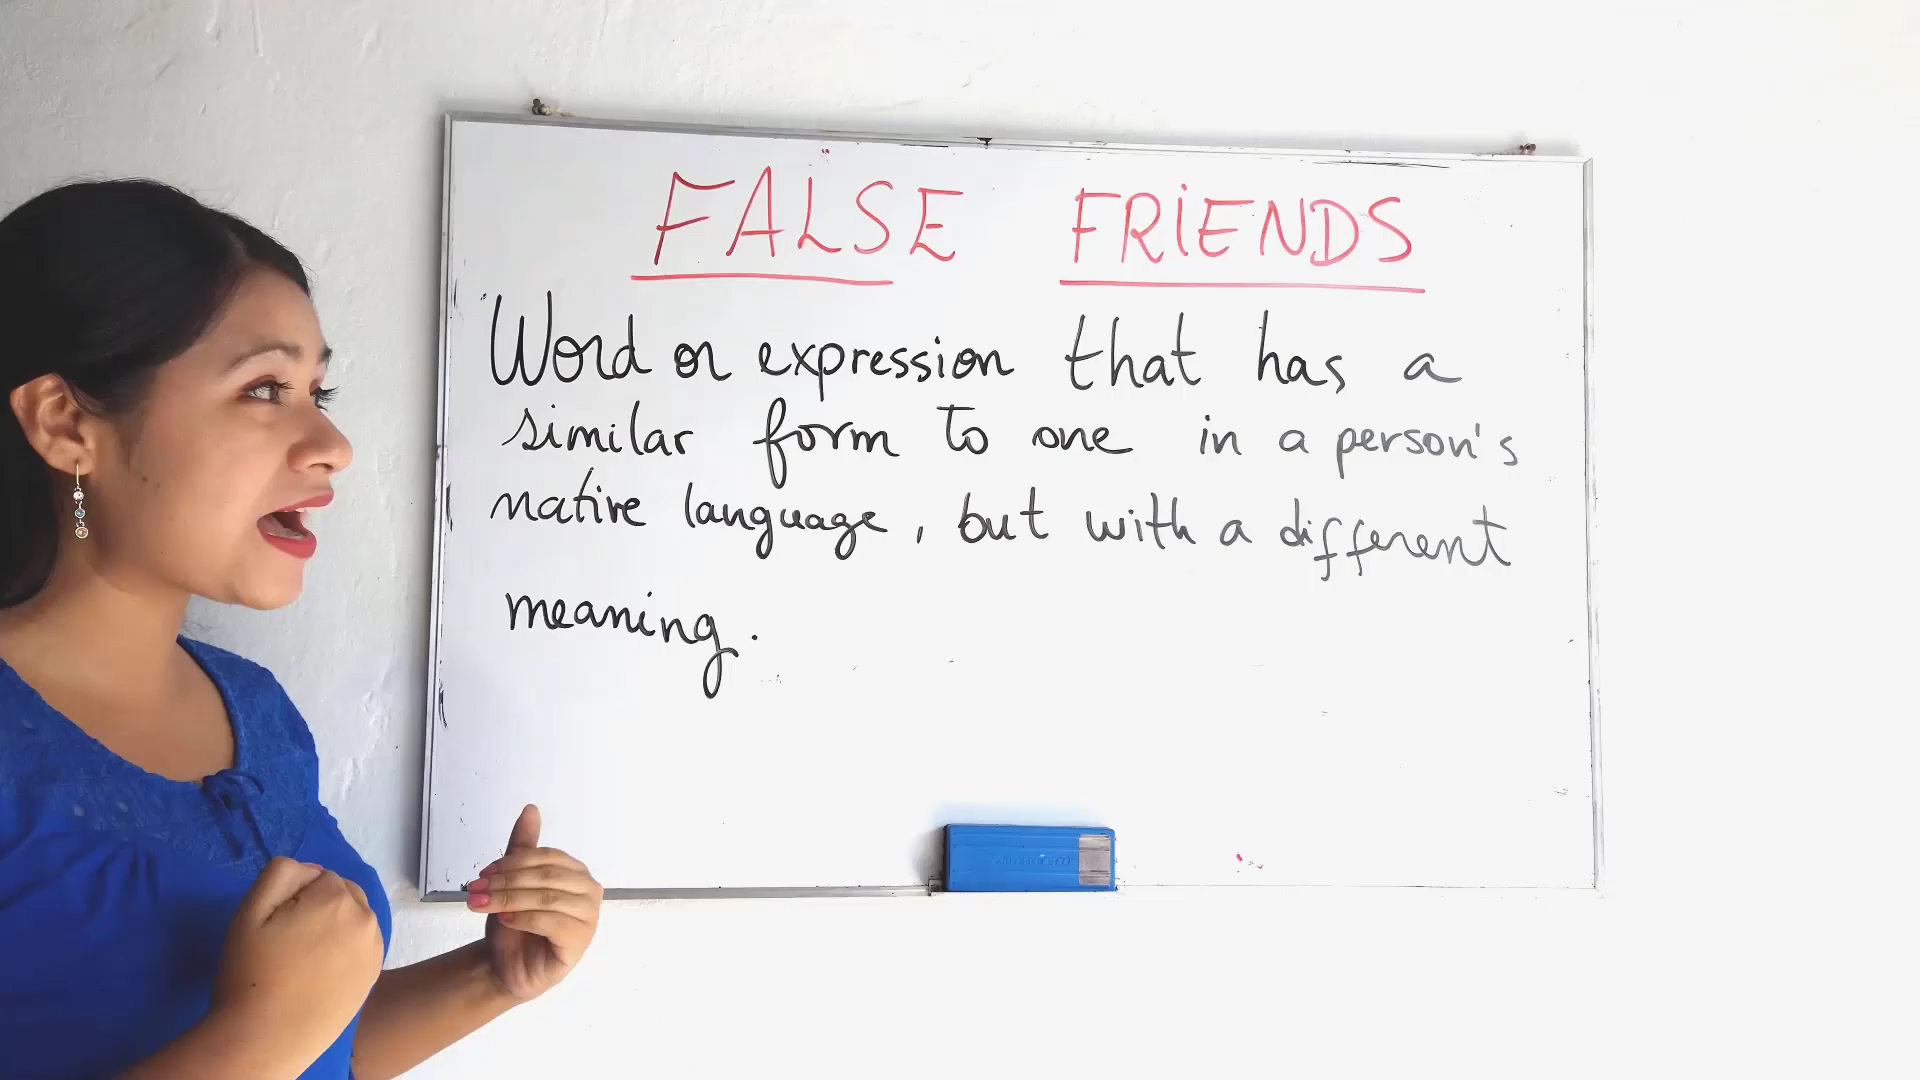 FALSE FRIENDS
Word or expression that has a
similar form to one in a person's
native language, but with a different
meaning.